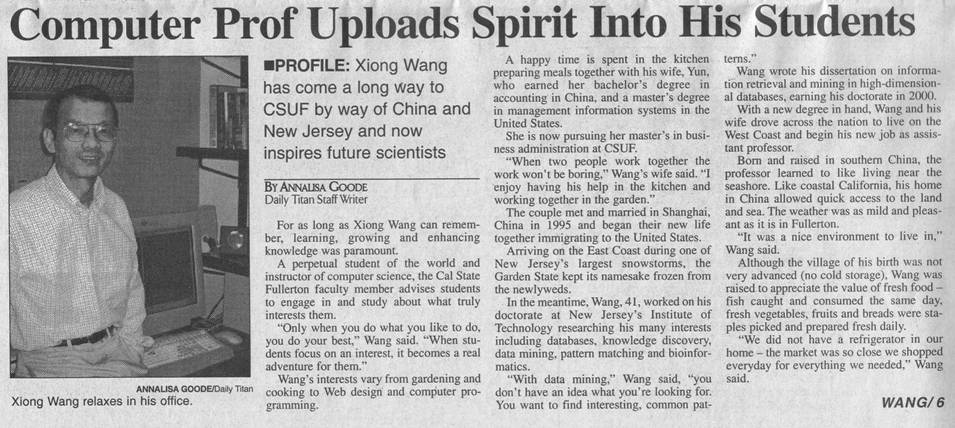 Computer Prof Uploads Spirit Into His Students
ANNALISA GOODE/Daily Titan
Xiong Wang relaxes in his office.
■PROFILE: Xiong Wang
has come a long way to
CSUF by way of China and
New Jersey and now
inspires future scientists
BY ANNALISA GOODE
Daily Titan Staff Writer
For as long as Xiong Wang can remem-
ber, learning, growing and enhancing
knowledge was paramount.
A perpetual student of the world and
instructor of computer science, the Cal State
Fullerton faculty member advises students
to engage in and study about what truly
interests them.
“Only when you do what you like to do,
you do your best,” Wang said. “When stu-
dents focus on an interest, it becomes a real
adventure for them.”
Wang’s interests vary from gardening and
cooking to Web design and computer pro-
gramming.
A happy time is spent in the kitchen
preparing meals together with his wife, Yun,
who earned her bachelor’s degree in
accounting in China, and a master’s degree
in management information systems in the
United States.
She is now pursuing her master’s in busi-
ness administration at CSUF.
“When two people work together the
work won’t be boring,” Wang’s wife said. “I
enjoy having his help in the kitchen and
working together in the garden.”
The couple met and married in Shanghai,
China in 1995 and began their new life
together immigrating to the United States.
Arriving on the East Coast during one of
New Jersey’s largest snowstorms, the
Garden State kept its namesake frozen from
the newlyweds.
In the meantime, Wang, 41, worked on his
doctorate at New Jersey’s Institute of
Technology researching his many interests
including databases, knowledge discovery,
data mining, pattern matching and bioinfor-
matics.
“With data mining,” Wang said, “you
don’t have an idea what you’re looking for.
You want to find interesting, common pat-
terns.”
Wang wrote his dissertation on informa-
tion retrieval and mining in high-dimension-
al databases, earning his doctorate in 2000.
With a new degree in hand, Wang and his
wife drove across the nation to live on the
West Coast and begin his new job as assis-
tant professor.
Born and raised in southern China, the
professor learned to like living near the
seashore. Like coastal California, his home
in China allowed quick access to the land
and sea. The weather was as mild and pleas-
ant as it is in Fullerton.
“It was a nice environment to live in,”
Wang said.
Although the village of his birth was not
very advanced (no cold storage), Wang was
raised to appreciate the value of fresh food –
fish caught and consumed the same day,
fresh vegetables, fruits and breads were sta-
ples picked and prepared fresh daily.
“We did not have a refrigerator in our
home – the market was so close we shopped
everyday for everything we needed,” Wang
said.
WANG/ 6